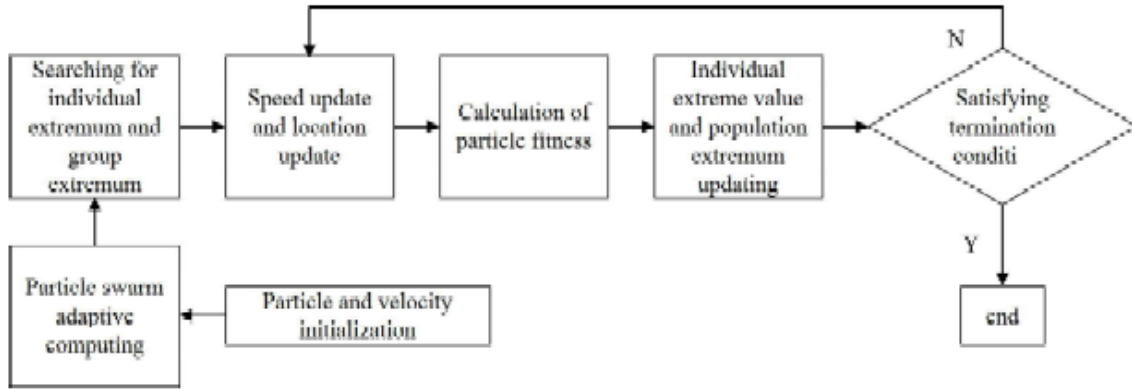 N
Searching for
individual
extremum and
group
extremum
Speed update
and location
update
Calculation of
particle fitness
Individual
extreme value
and population
extremum
updating
Satisfying
termination
conditi
Y
Particle swarm
adaptive
computing
Particle and velocity
initialization
end